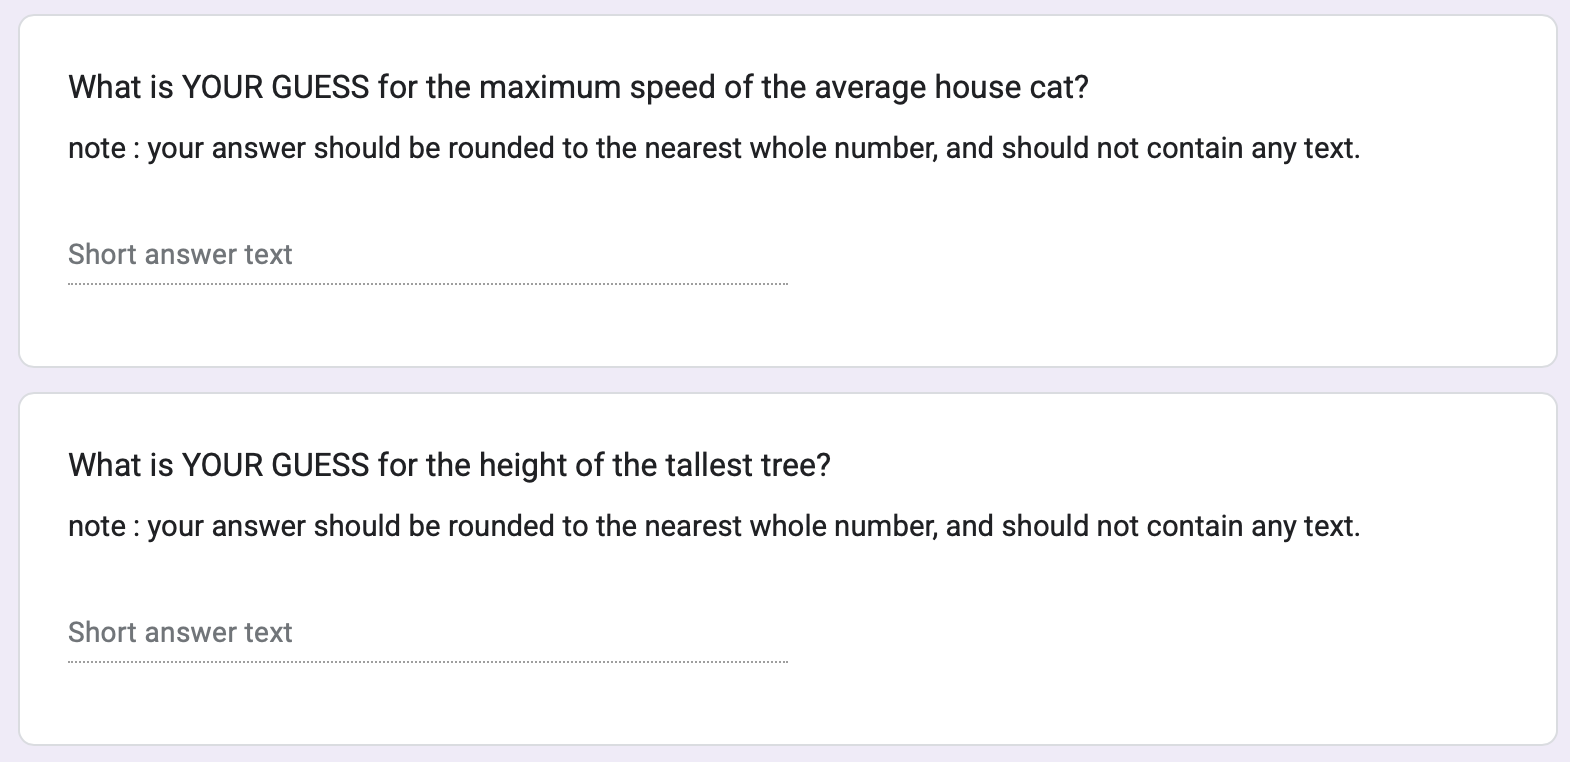 What is YOUR GUESS for the maximum speed of the average house cat?
note : your answer should be rounded to the nearest whole number, and should not contain any text.
Short answer text
What is YOUR GUESS for the height of the tallest tree?
note : your answer should be rounded to the nearest whole number, and should not contain any text.
Short answer text